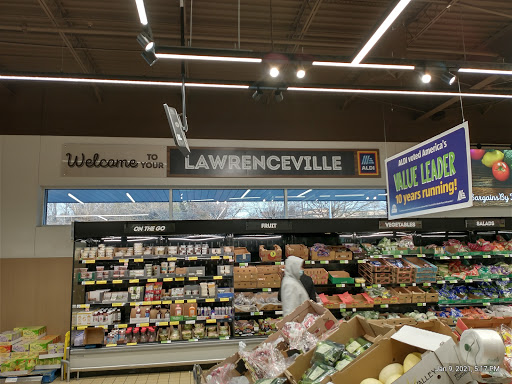 Welcome TO YOUR
LAWRENCEVILLE
ALDI
ALDI voted America's
VALUE LEADER
10 years running!
ON THE GO
FRUIT
VEGETABLES
SALADS
Jan 9, 2021, 5:17 PM